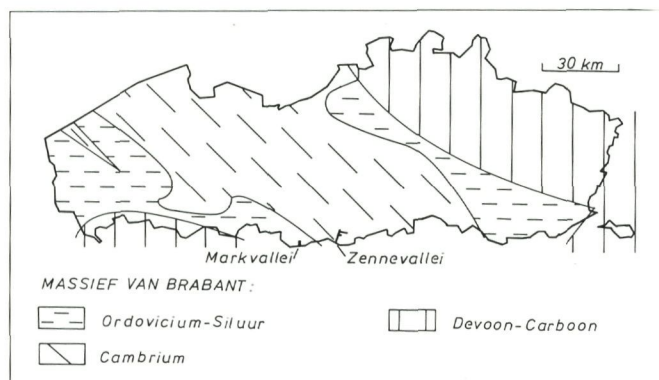 30 km
Markvallei Zennevallei
MASSIEF VAN BRABANT:
Ordovicium-Siluur
Devoon-Carboon
Cambrium